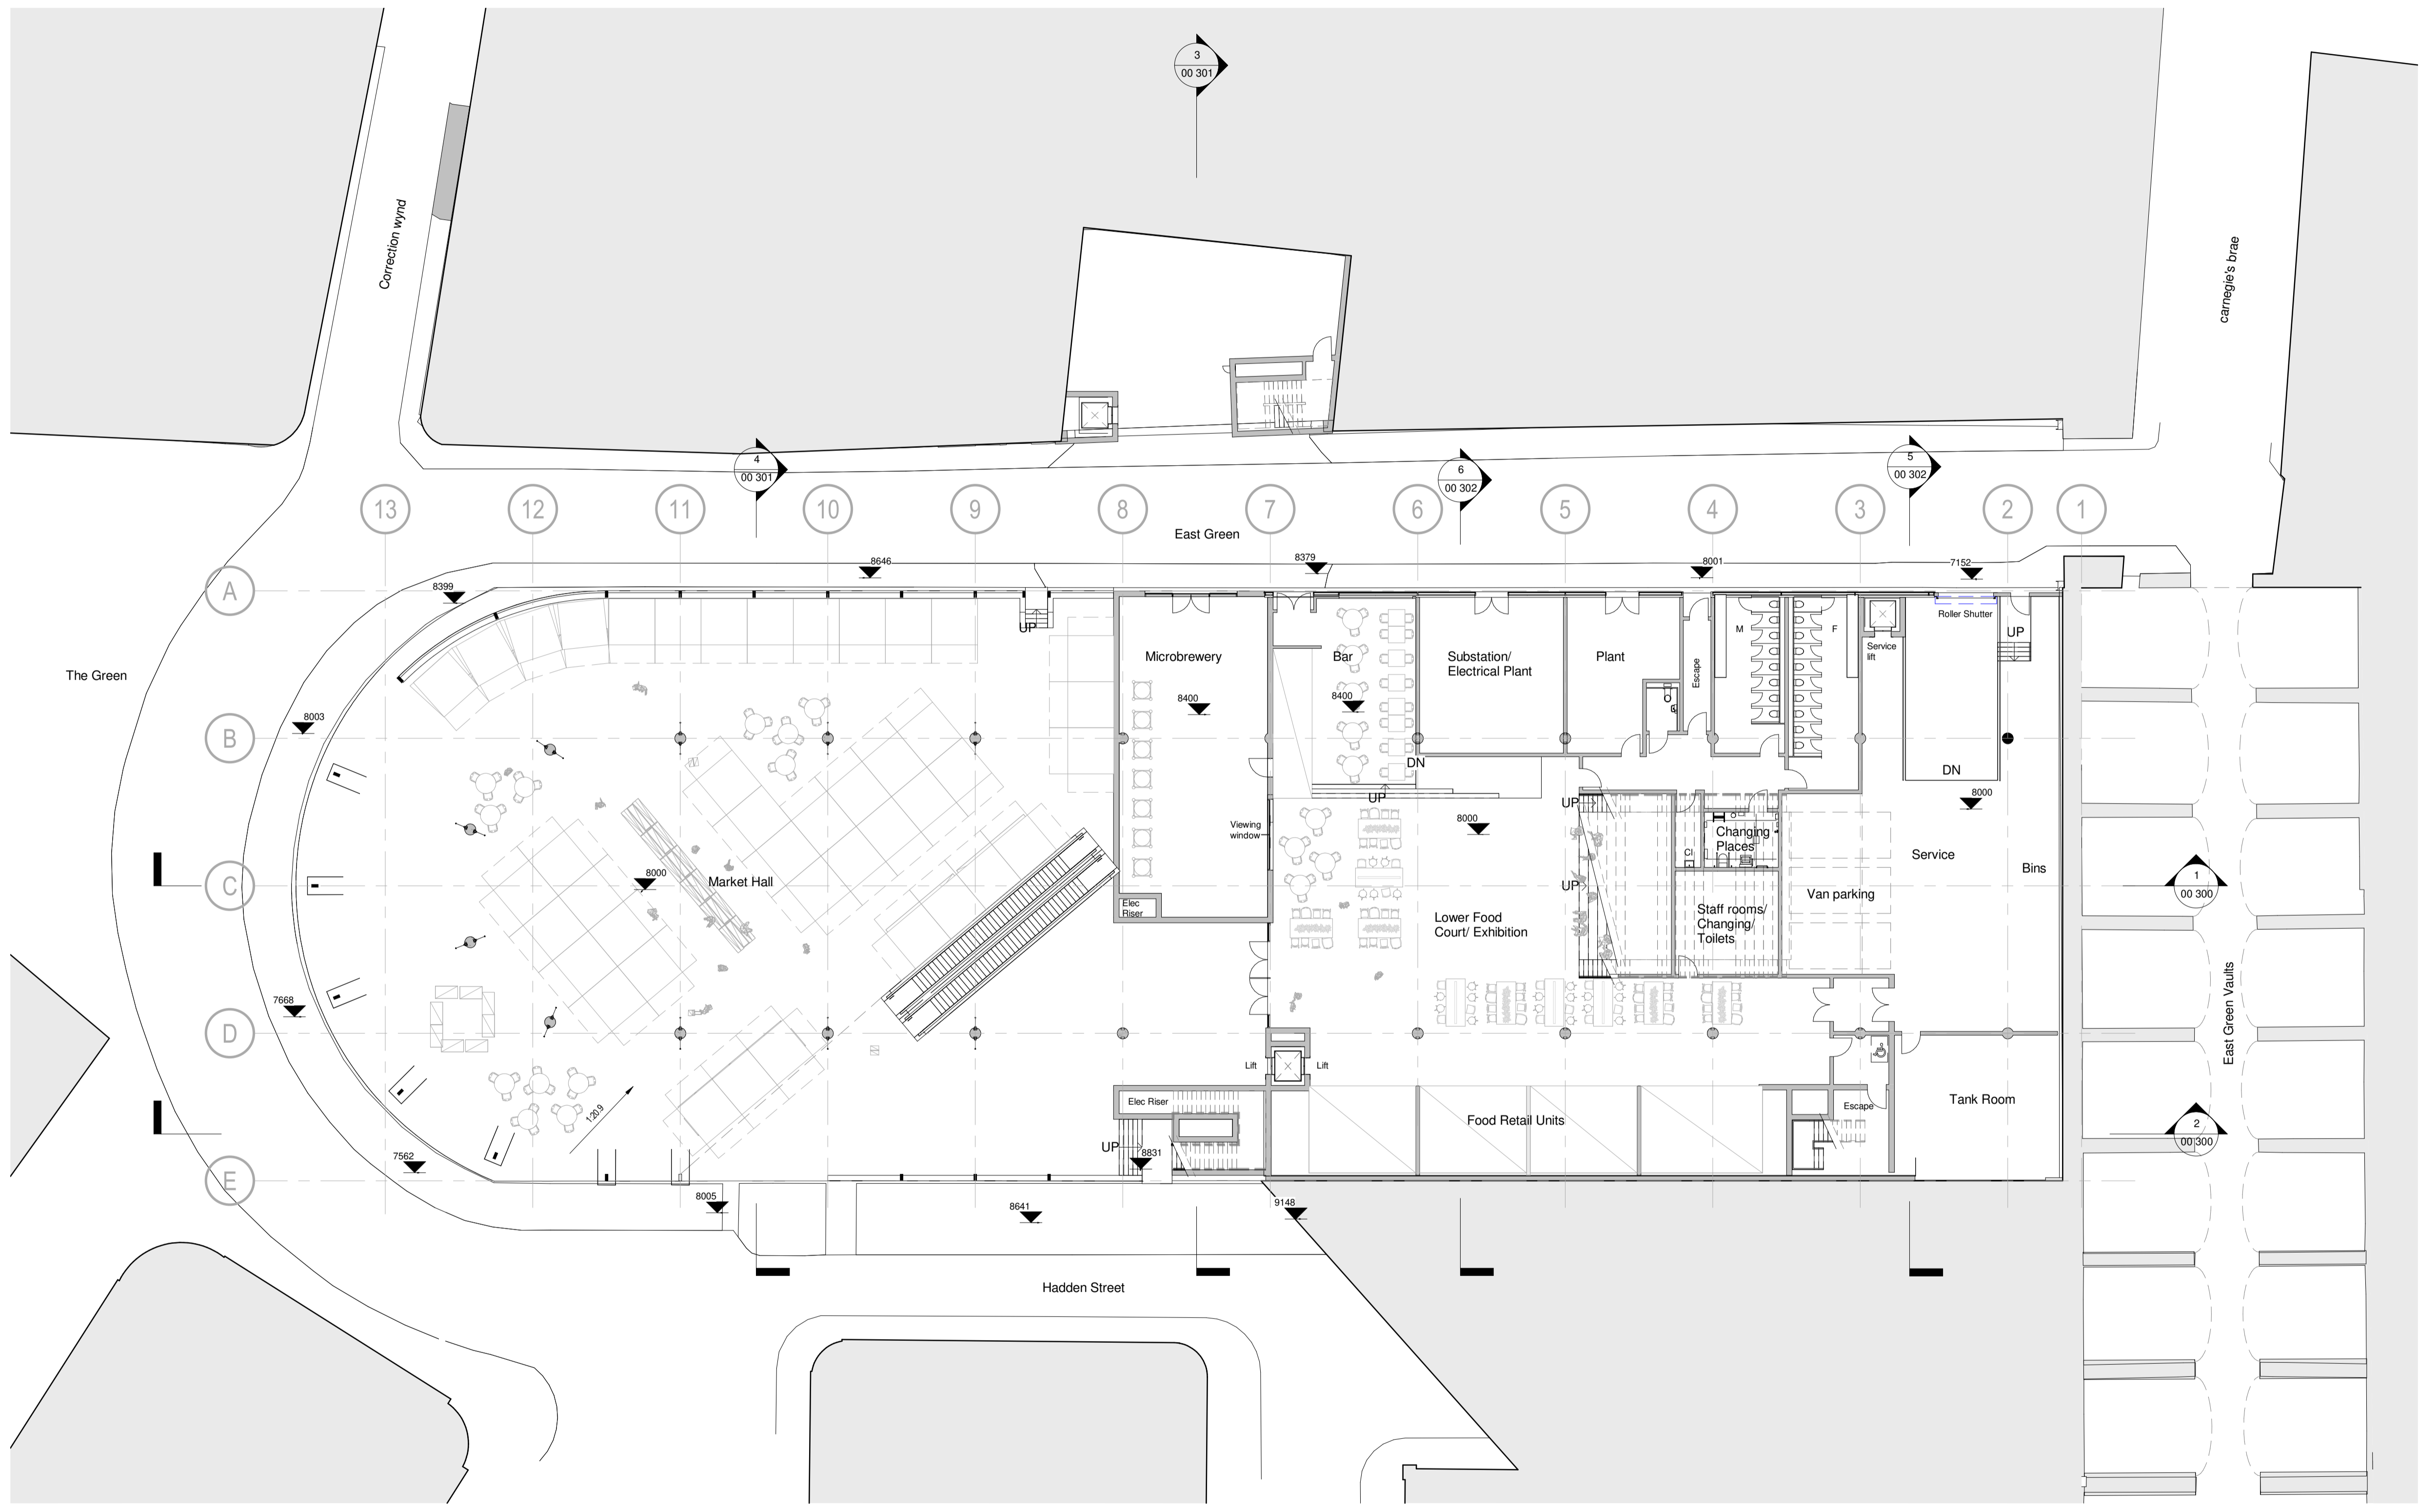 3
00 301
Correction wynd
carnegie's brae
4
00 301
6
00 302
5
00 302
13
12
11
10
9
8
7
6
5
4
3
2
1
East Green
8646
8379
8001
7152
A
8399
Roller Shutter
UP
M
F
UP
Service
lift
Microbrewery
Bar
Substation/
Electrical Plant
Plant
Escape
The Green
8400
8400
8003
B
DN
DN
UP
UP
8000
8000
Viewing
window
Changing
Places
Cl
Service
Bins
8000
Market Hall
C
UP
Van parking
1
00 300
Elec
Riser
Lower Food
Court/ Exhibition
Staff rooms/
Changing/
Toilets
East Green Vaults
7668
D
Lift
Lift
1:20.9
Elec Riser
Food Retail Units
Escape
Tank Room
2
00 300
UP
8831
7562
E
8005
8641
9148
Hadden Street